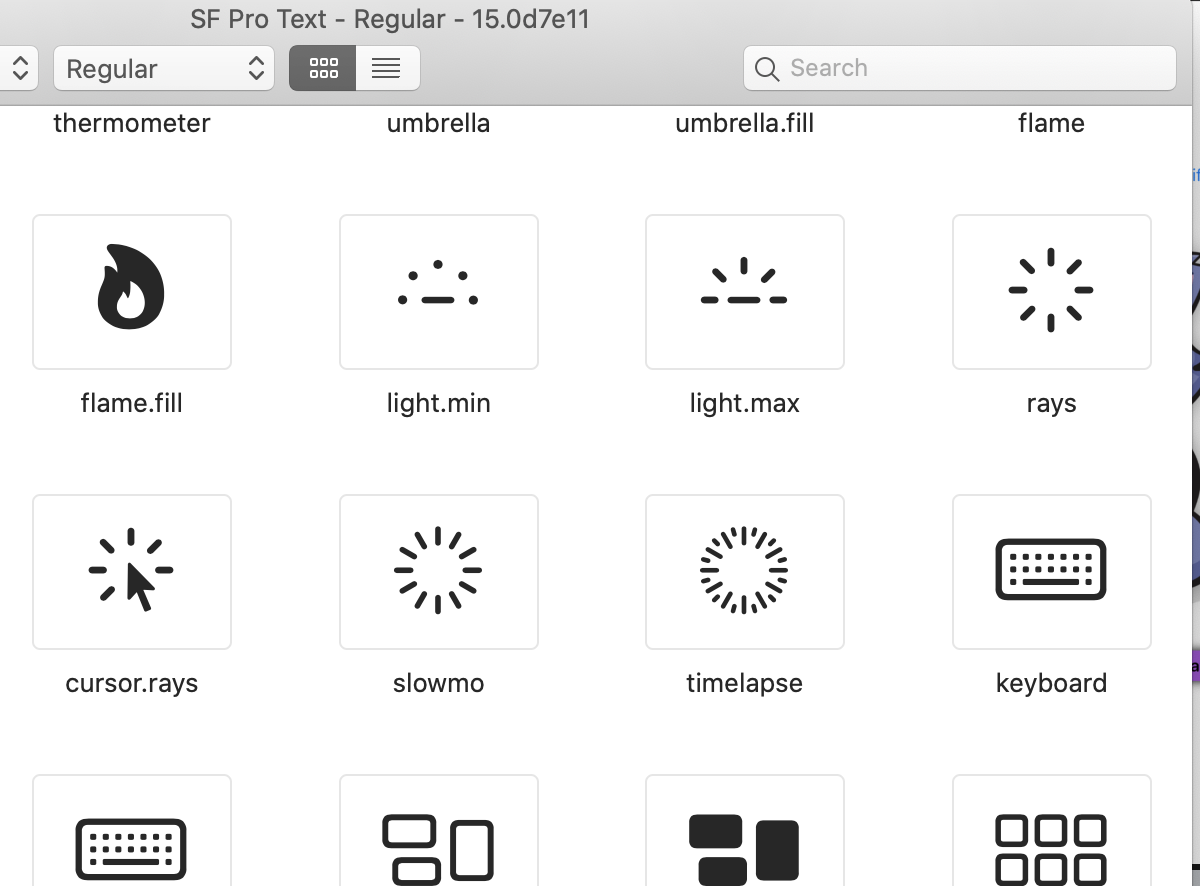 SF Pro Text - Regular - 15.0d7e11
Regular
Search
thermometer
umbrella
umbrella.fill
flame
flame.fill
light.min
light.max
rays
cursor.rays
slowmo
timelapse
keyboard